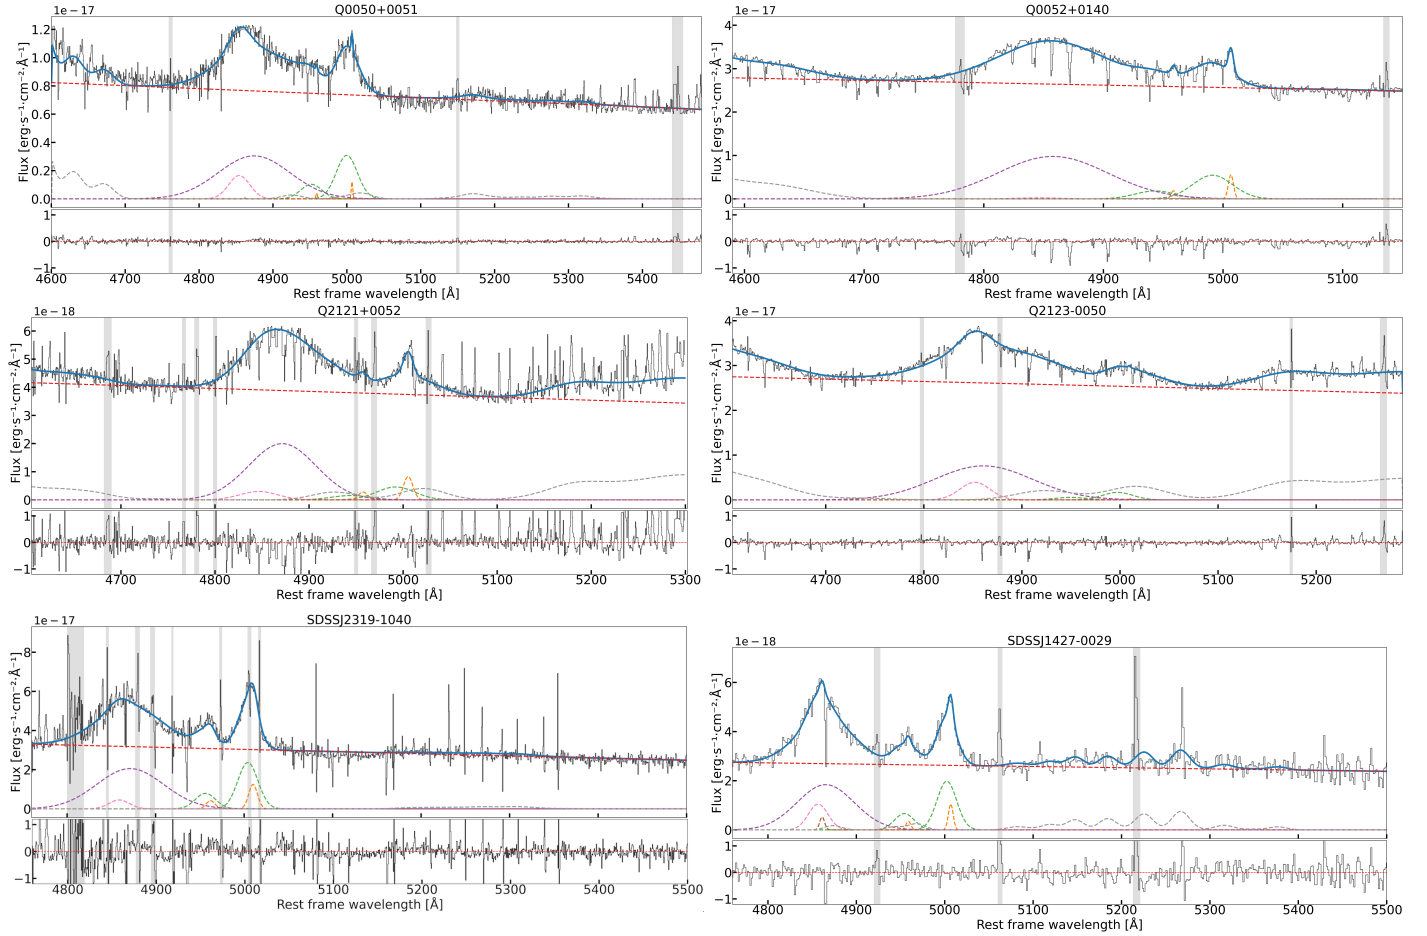 1e−17
Q0050+0051
Flux [erg·s⁻¹·cm⁻²·Å⁻¹]
1.2
1.0
0.8
0.6
0.4
0.2
0.0
1
0
−1
4600 4700 4800 4900 5000 5100 5200 5300 5400
Rest frame wavelength [Å]
1e−17
Q0052+0140
Flux [erg·s⁻¹·cm⁻²·Å⁻¹]
4
3
2
1
0
1
0
−1
4600 4700 4800 4900 5000 5100
Rest frame wavelength [Å]
1e−18
Q2121+0052
Flux [erg·s⁻¹·cm⁻²·Å⁻¹]
6
5
4
3
2
1
0
1
0
−1
4700 4800 4900 5000 5100 5200 5300
Rest frame wavelength [Å]
1e−17
Q2123-0050
Flux [erg·s⁻¹·cm⁻²·Å⁻¹]
4
3
2
1
0
1
0
−1
4700 4800 4900 5000 5100 5200
Rest frame wavelength [Å]
1e−17
SDSSJ2319-1040
Flux [erg·s⁻¹·cm⁻²·Å⁻¹]
8
6
4
2
0
1
0
−1
4800 4900 5000 5100 5200 5300 5400 5500
Rest frame wavelength [Å]
1e−18
SDSSJ1427-0029
Flux [erg·s⁻¹·cm⁻²·Å⁻¹]
6
4
2
0
1
0
−1
4800 4900 5000 5100 5200 5300 5400 5500
Rest frame wavelength [Å]